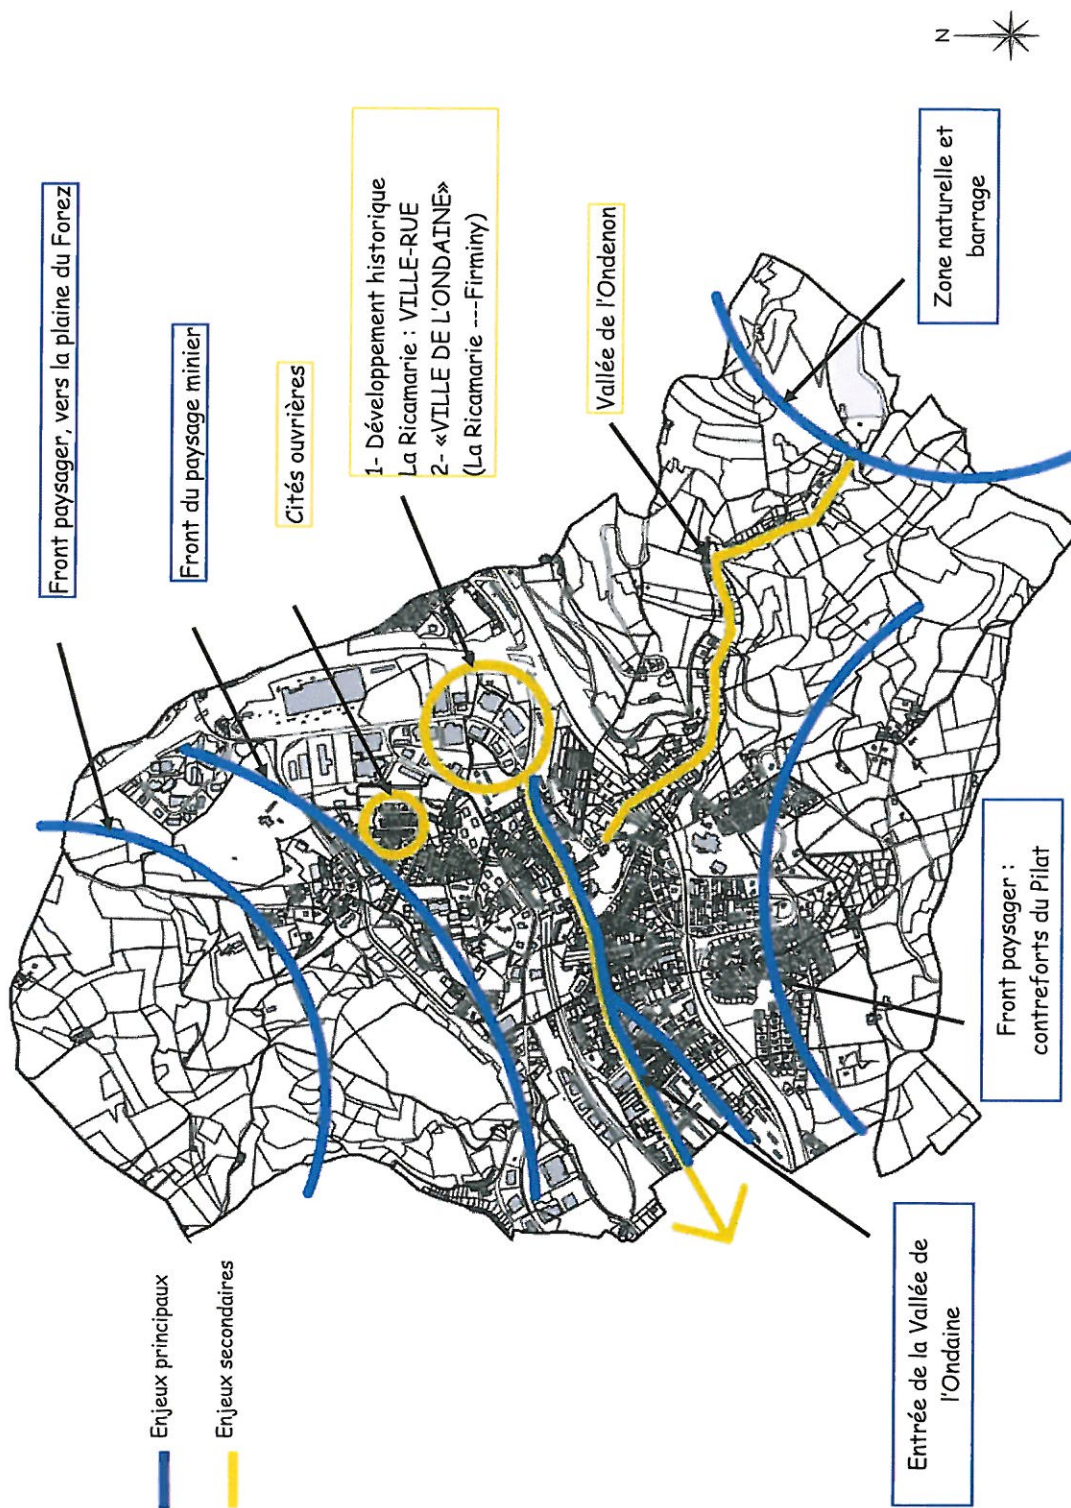 N
Front paysager, vers la plaine du Forez
Front du paysage minier
Cités ouvrières
1- Développement historique
La Ricamarie : VILLE-RUE
2- «VILLE DE L'ONDAINE»
(La Ricamarie ---Firminy)
Vallée de l'Ondenon
Zone naturelle et
barrage
Front paysager :
contreforts du Pilat
Entrée de la Vallée de
l'Ondaine
Enjeux principaux
Enjeux secondaires